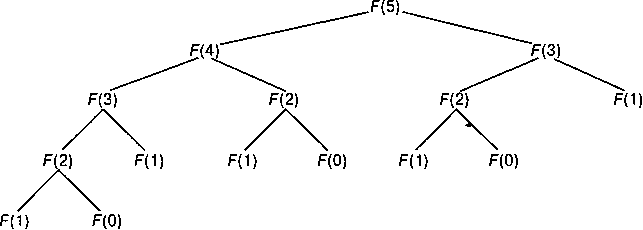 F(5)
F(4) F(3)
F(3) F(2) F(2) F(1)
F(2) F(1) F(1) F(0) F(1) F(0)
F(1) F(0)